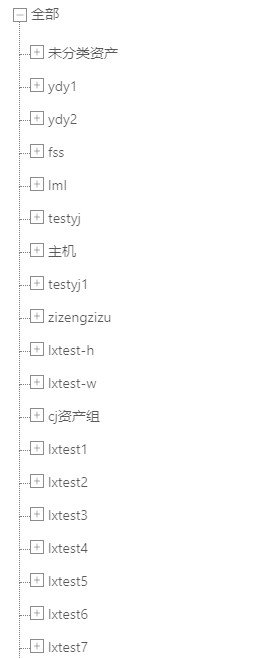 全部
未分类资产
ydy1
ydy2
fss
lml
testyj
主机
testyj1
zizengzizu
lxtest-h
lxtest-w
cj资产组
lxtest1
lxtest2
lxtest3
lxtest4
lxtest5
lxtest6
lxtest7